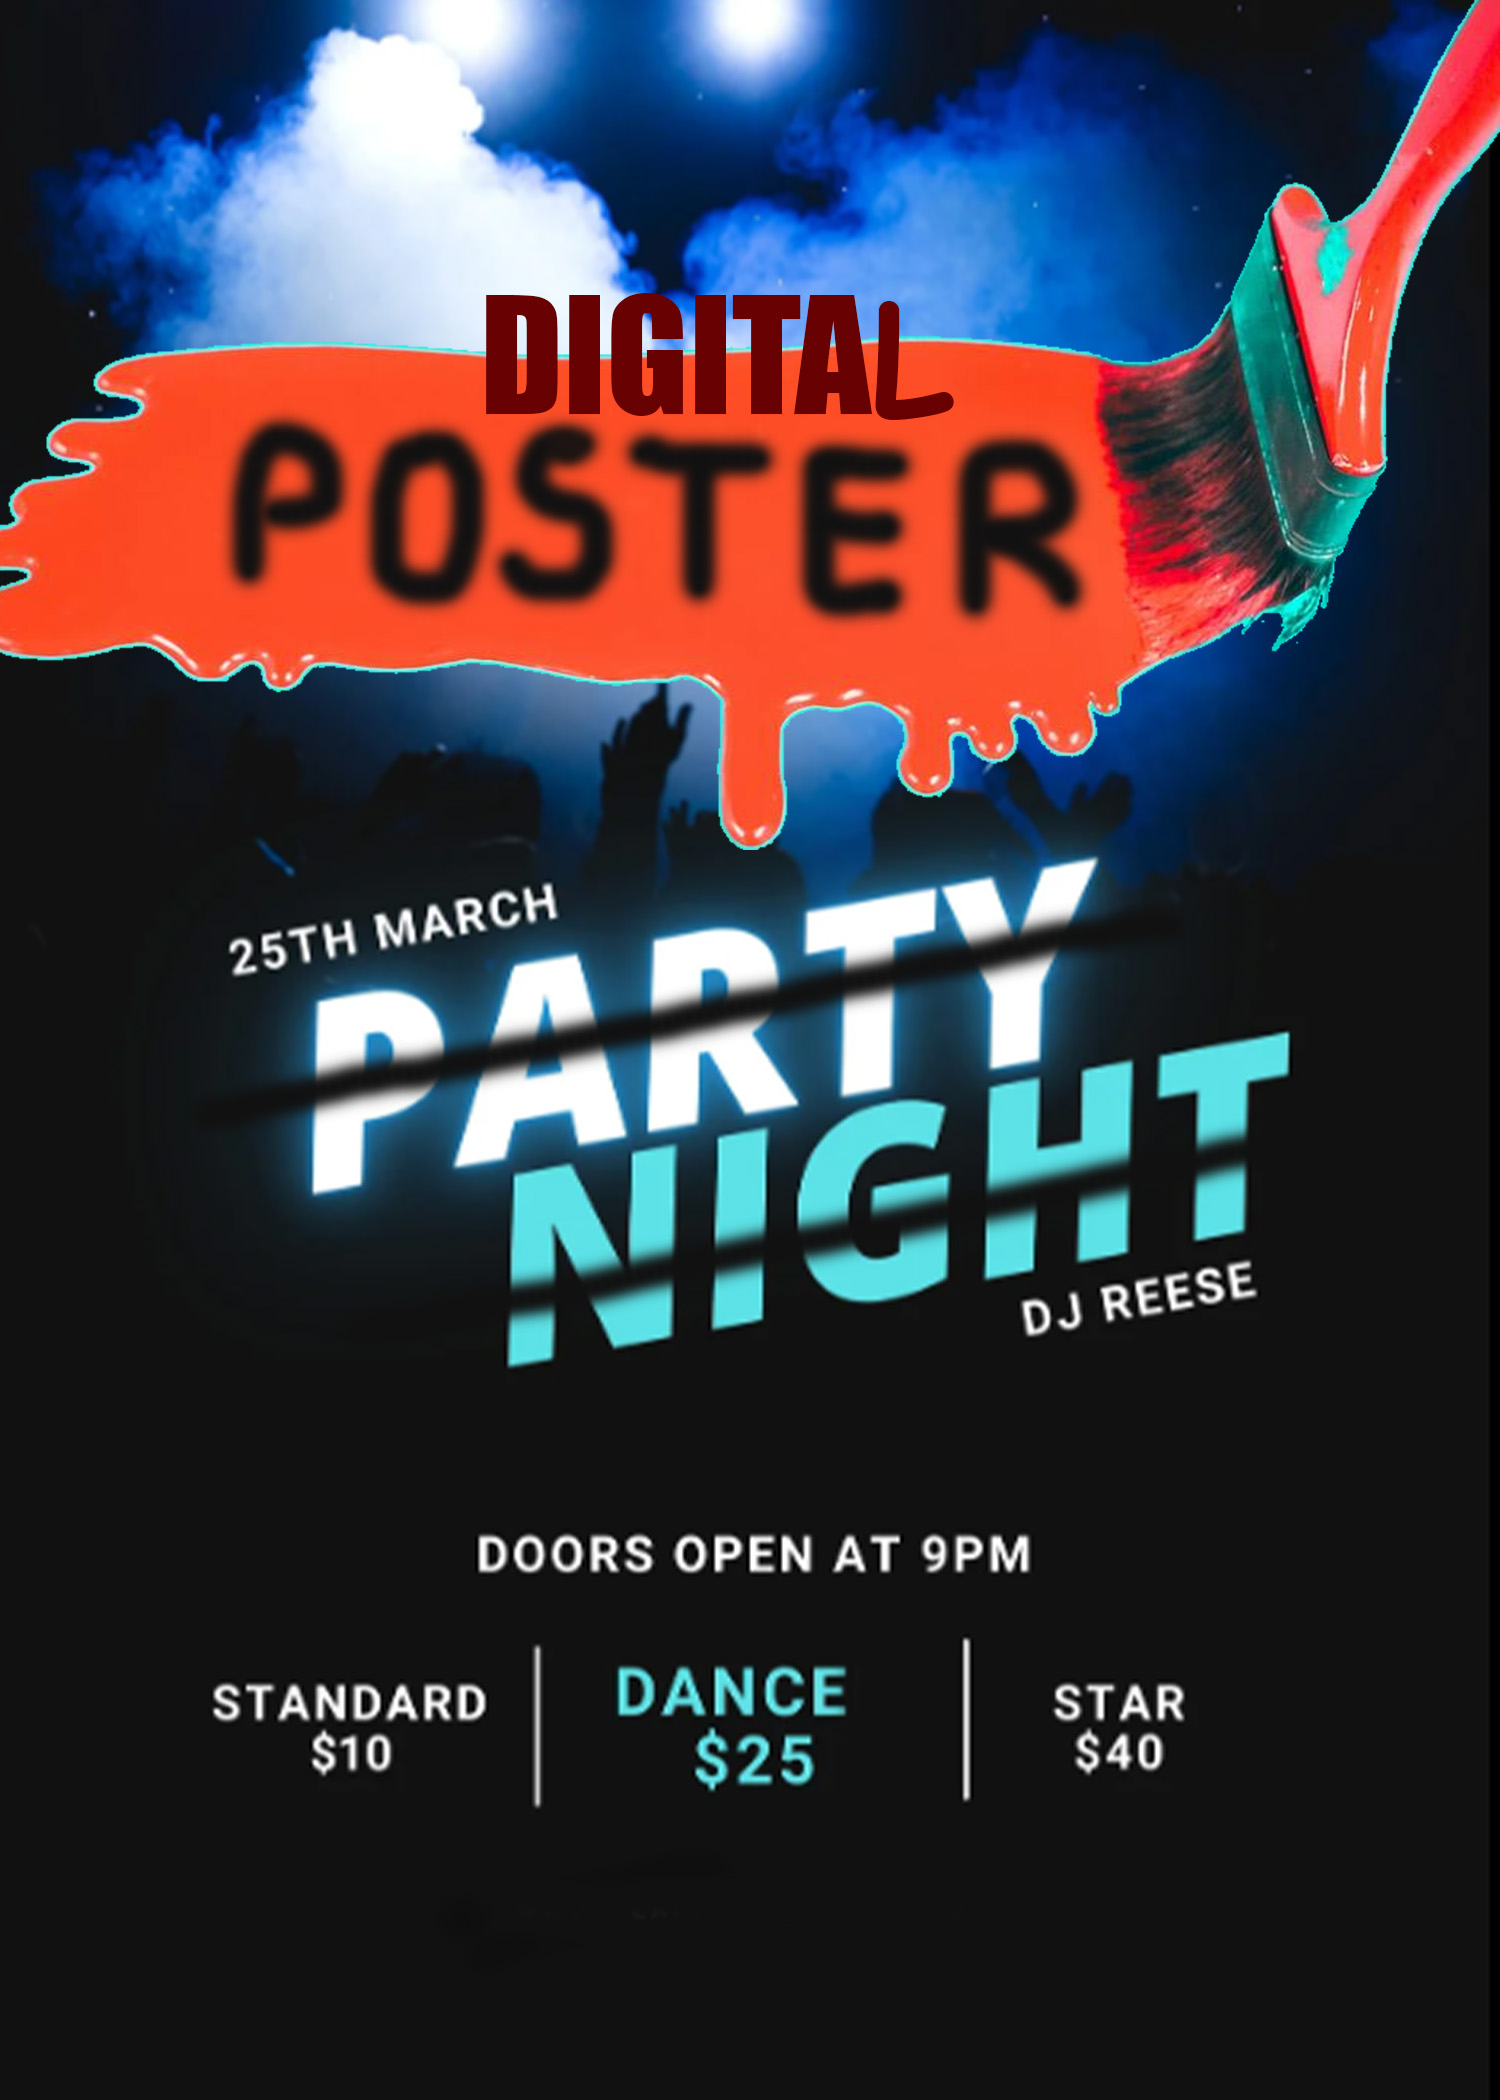 DIGITAL
POSTER
25TH MARCH
PARTY
NIGHT
DJ REESE
DOORS OPEN AT 9PM
STANDARD
$10
DANCE
$25
STAR
$40